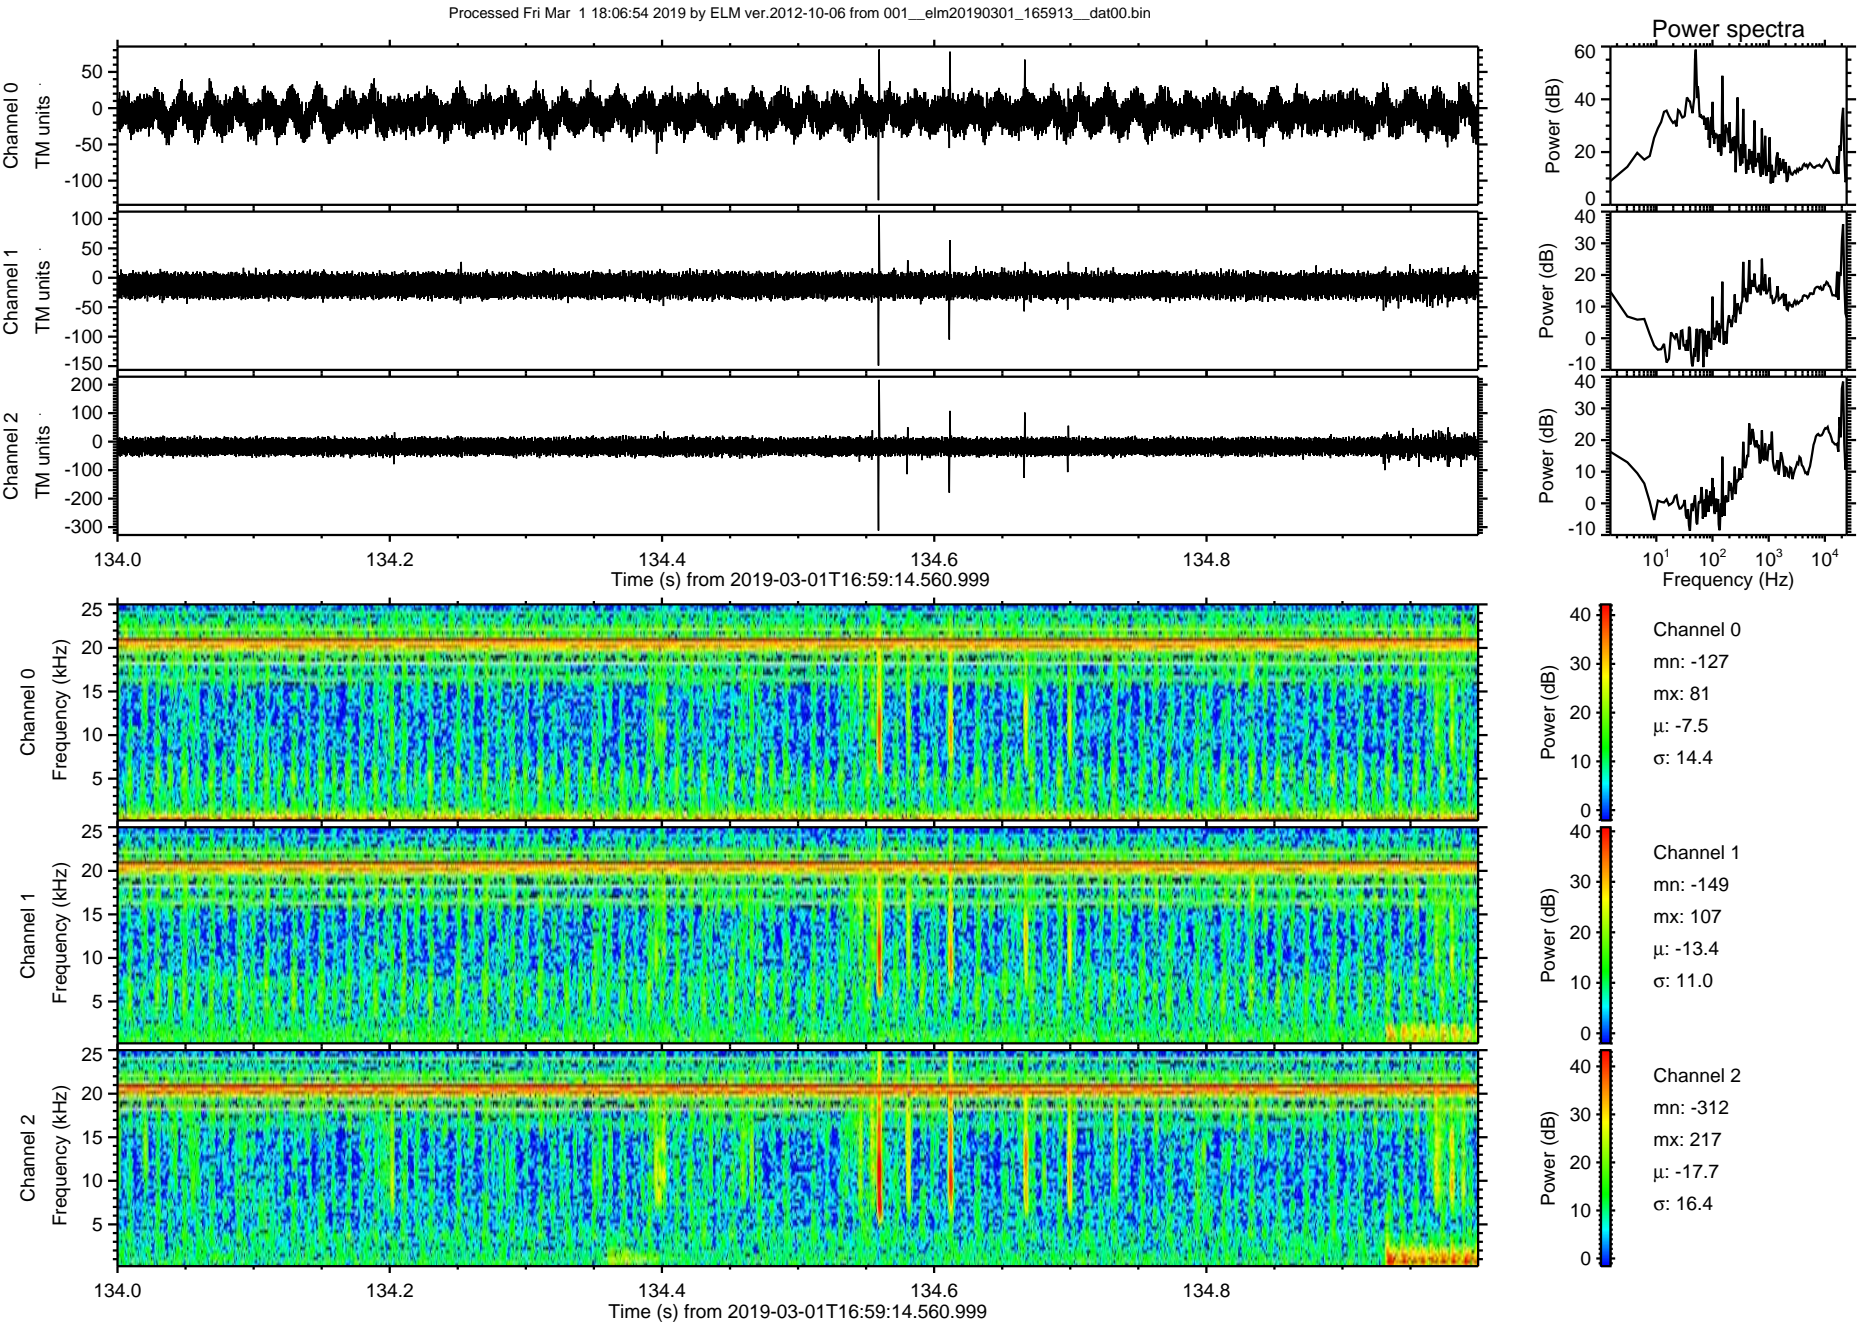 Processed Fri Mar  1 18:06:54 2019 by ELM ver.2012-10-06 from 001__elm20190301_165913__dat00.bin
Power spectra
Channel 0
TM units
50
0
-50
-100
Power (dB)
60
40
20
0
Channel 1
TM units
100
50
0
-50
-100
-150
Power (dB)
40
30
20
10
0
-10
Channel 2
TM units
200
100
0
-100
-200
-300
Power (dB)
40
30
20
10
0
-10
134.0 134.2 134.4 134.6 134.8
Time (s) from 2019-03-01T16:59:14.560.999
10^1 10^2 10^3 10^4
Frequency (Hz)
Channel 0
Frequency (kHz)
25
20
15
10
5
Power (dB)
40
30
20
10
0
Channel 0
mn: -127
mx: 81
μ: -7.5
σ: 14.4
Channel 1
Frequency (kHz)
25
20
15
10
5
Power (dB)
40
30
20
10
0
Channel 1
mn: -149
mx: 107
μ: -13.4
σ: 11.0
Channel 2
Frequency (kHz)
25
20
15
10
5
Power (dB)
40
30
20
10
0
Channel 2
mn: -312
mx: 217
μ: -17.7
σ: 16.4
134.0 134.2 134.4 134.6 134.8
Time (s) from 2019-03-01T16:59:14.560.999